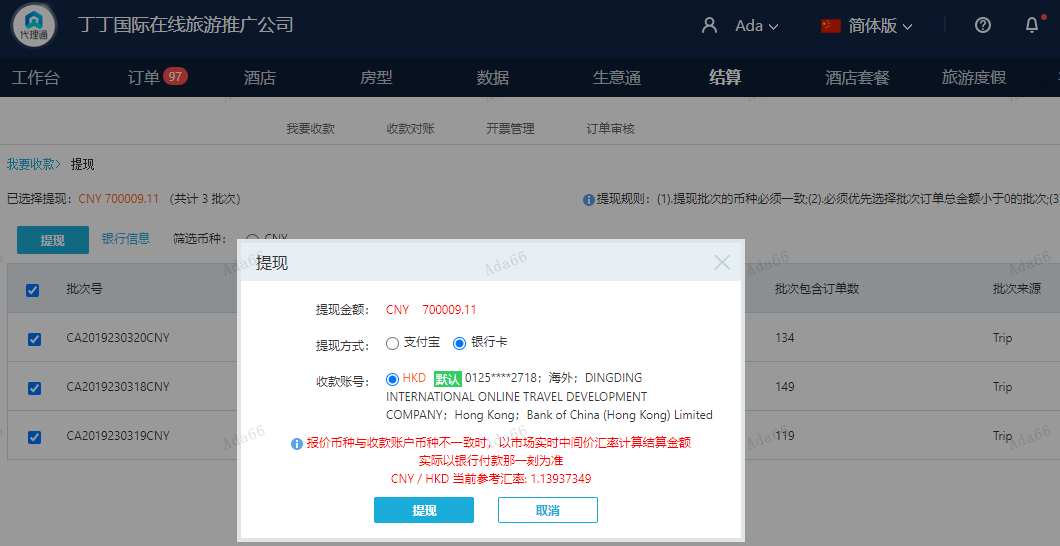 代理通
丁丁国际在线旅游推广公司
Ada
简体版
工作台 订单 97 酒店 房型 数据 生意通 结算 酒店套餐 旅游度假
我要收款 收款对账 开票管理 订单审核
我要收款> 提现
已选择提现: CNY 700009.11 (共计 3 批次)
提现规则: (1).提现批次的币种必须一致;(2).必须优先选择批次订单总金额小于0的批次;(3
提现 银行信息 筛选币种: CNY
批次号 批次包含订单数 批次来源
CA2019230320CNY 134 Trip
CA2019230318CNY 149 Trip
CA2019230319CNY 119 Trip
提现
提现金额: CNY 700009.11
提现方式: 支付宝 银行卡
收款账号: HKD 默认 0125****2718; 海外; DINGDING
INTERNATIONAL ONLINE TRAVEL DEVELOPMENT
COMPANY; Hong Kong; Bank of China (Hong Kong) Limited
报价币种与收款账户币种不一致时，以市场实时中间价汇率计算结算金额
实际以银行付款那一刻为准
CNY / HKD 当前参考汇率: 1.13937349
提现 取消
Ada66
Ada66
Ada66
Ada66
Ada66